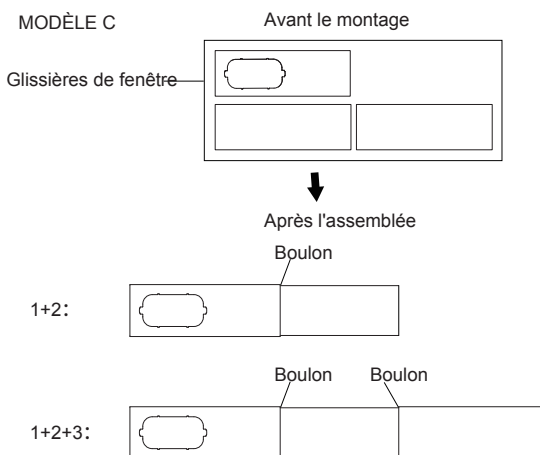 MODÈLE C
Avant le montage
Glissières de fenêtre
Après l'assemblée
Boulon
1+2:
Boulon
Boulon
1+2+3: